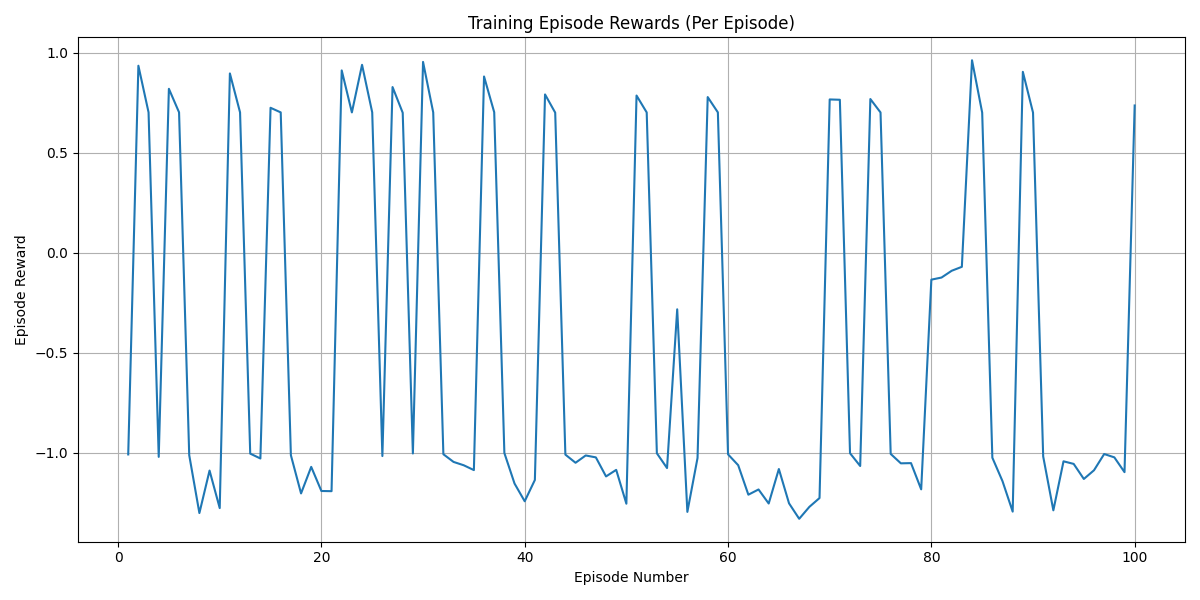 Training Episode Rewards (Per Episode)
1.0
0.5
0.0
−0.5
−1.0
Episode Reward
0 20 40 60 80 100
Episode Number